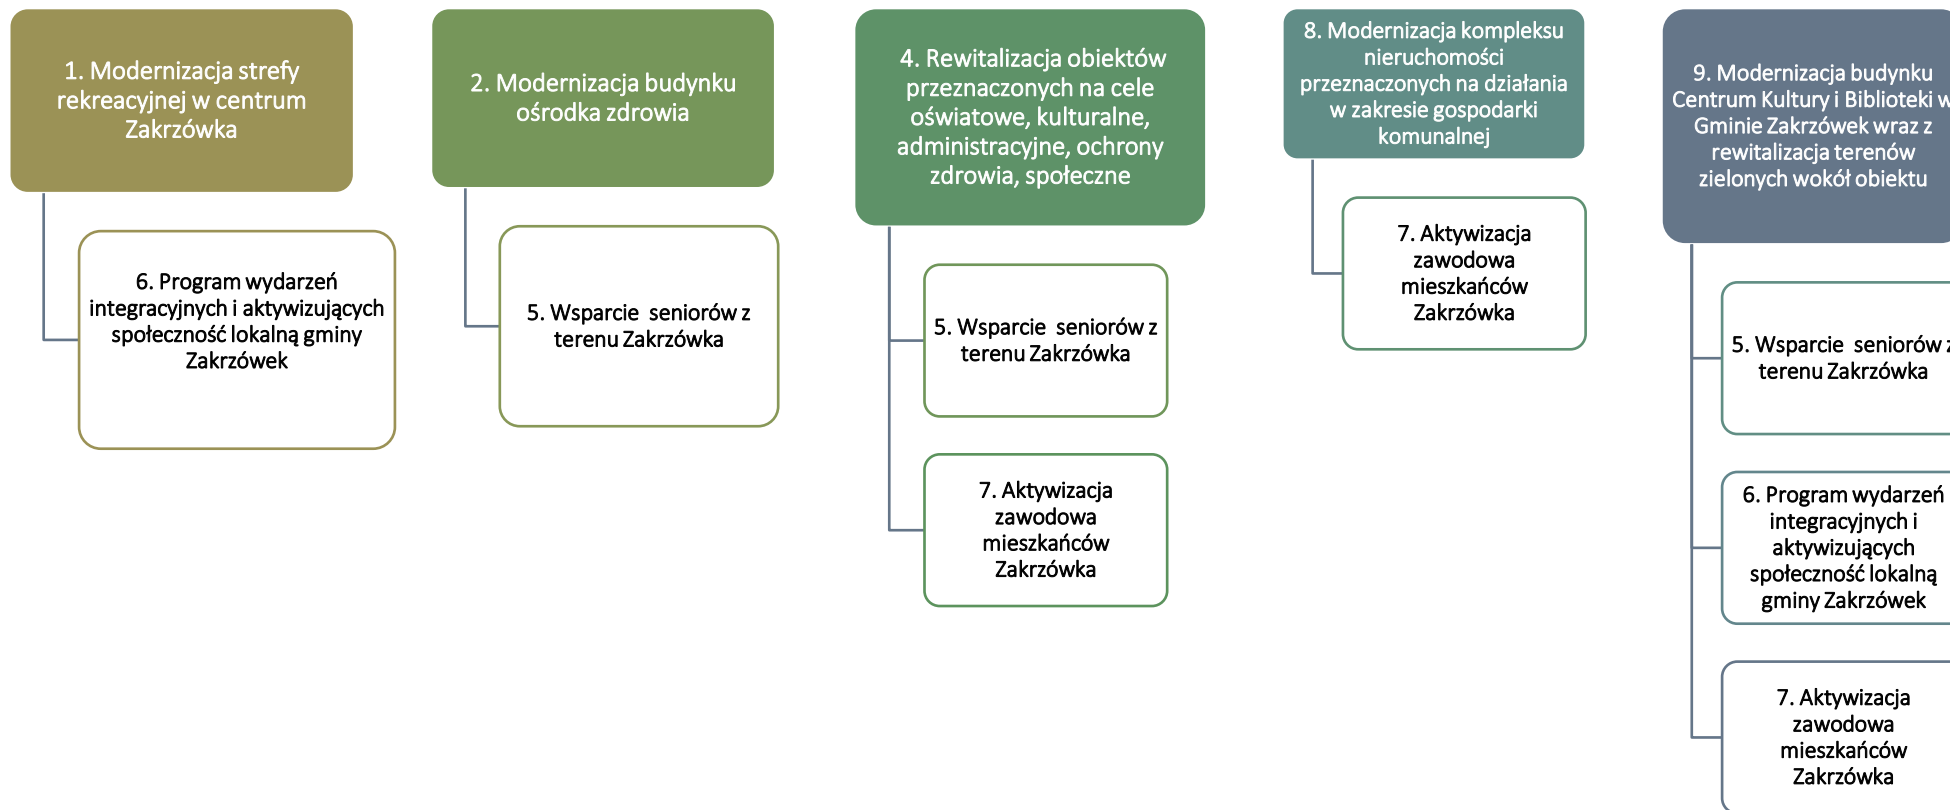 1. Modernizacja strefy
rekreacyjnej w centrum
Zakrzówka
6. Program wydarzeń
integracyjnych i aktywizujących
społeczność lokalną gminy
Zakrzówek
2. Modernizacja budynku
ośrodka zdrowia
5. Wsparcie  seniorów z
terenu Zakrzówka
4. Rewitalizacja obiektów
przeznaczonych na cele
oświatowe, kulturalne,
administracyjne, ochrony
zdrowia, społeczne
5. Wsparcie  seniorów z
terenu Zakrzówka
7. Aktywizacja
zawodowa
mieszkańców
Zakrzówka
8. Modernizacja kompleksu
nieruchomości
przeznaczonych na działania
w zakresie gospodarki
komunalnej
7. Aktywizacja
zawodowa
mieszkańców
Zakrzówka
9. Modernizacja budynku
Centrum Kultury i Biblioteki w
Gminie Zakrzówek wraz z
rewitalizacja terenów
zielonych wokół obiektu
5. Wsparcie  seniorów z
terenu Zakrzówka
6. Program wydarzeń
integracyjnych i
aktywizujących
społeczność lokalną
gminy Zakrzówek
7. Aktywizacja
zawodowa
mieszkańców
Zakrzówka